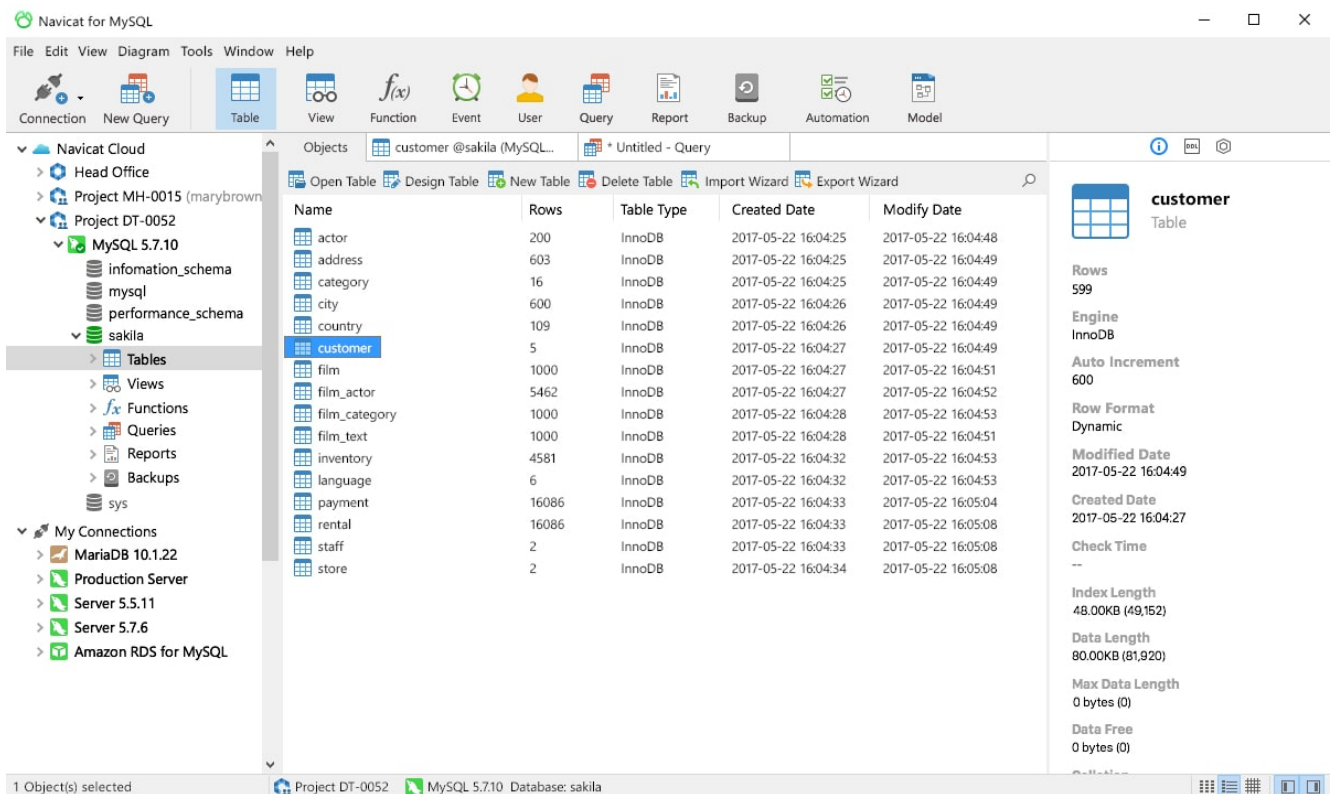 Navicat for MySQL
File Edit View Diagram Tools Window Help
Connection New Query Table View Function Event User Query Report Backup Automation Model
Navicat Cloud
Head Office
Project MH-0015 (marybrown
Project DT-0052
MySQL 5.7.10
infomation_schema
mysql
performance_schema
sakila
Tables
Views
Functions
Queries
Reports
Backups
sys
My Connections
MariaDB 10.1.22
Production Server
Server 5.5.11
Server 5.7.6
Amazon RDS for MySQL
Objects customer @sakila (MySQL... * Untitled - Query
Open Table Design Table New Table Delete Table Import Wizard Export Wizard
Name Rows Table Type Created Date Modify Date
actor 200 InnoDB 2017-05-22 16:04:25 2017-05-22 16:04:48
address 603 InnoDB 2017-05-22 16:04:25 2017-05-22 16:04:49
category 16 InnoDB 2017-05-22 16:04:25 2017-05-22 16:04:49
city 600 InnoDB 2017-05-22 16:04:26 2017-05-22 16:04:49
country 109 InnoDB 2017-05-22 16:04:26 2017-05-22 16:04:49
customer 5 InnoDB 2017-05-22 16:04:27 2017-05-22 16:04:49
film 1000 InnoDB 2017-05-22 16:04:27 2017-05-22 16:04:51
film_actor 5462 InnoDB 2017-05-22 16:04:27 2017-05-22 16:04:52
film_category 1000 InnoDB 2017-05-22 16:04:28 2017-05-22 16:04:53
film_text 1000 InnoDB 2017-05-22 16:04:28 2017-05-22 16:04:51
inventory 4581 InnoDB 2017-05-22 16:04:32 2017-05-22 16:04:53
language 6 InnoDB 2017-05-22 16:04:32 2017-05-22 16:04:53
payment 16086 InnoDB 2017-05-22 16:04:33 2017-05-22 16:05:04
rental 16086 InnoDB 2017-05-22 16:04:33 2017-05-22 16:05:08
staff 2 InnoDB 2017-05-22 16:04:33 2017-05-22 16:05:08
store 2 InnoDB 2017-05-22 16:04:34 2017-05-22 16:05:08
DDL
customer
Table
Rows
599
Engine
InnoDB
Auto Increment
600
Row Format
Dynamic
Modified Date
2017-05-22 16:04:49
Created Date
2017-05-22 16:04:27
Check Time
--
Index Length
48.00KB (49,152)
Data Length
80.00KB (81,920)
Max Data Length
0 bytes (0)
Data Free
0 bytes (0)
1 Object(s) selected Project DT-0052 MySQL 5.7.10 Database: sakila